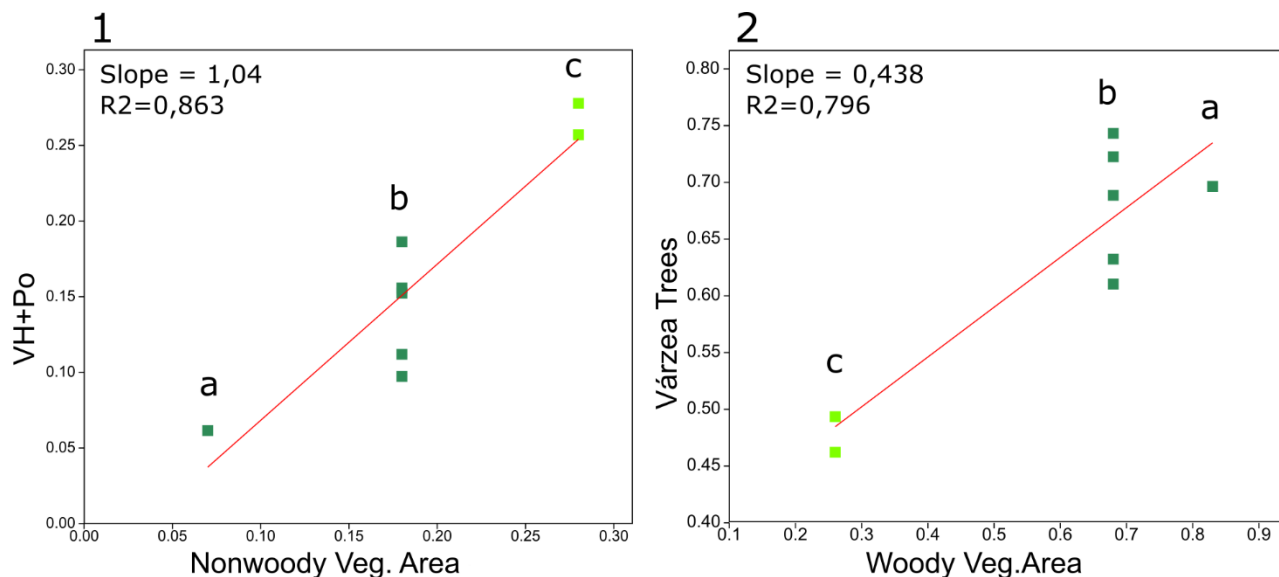 1
Slope = 1,04
R2=0,863
a
b
c
VH+Po
0.30
0.25
0.20
0.15
0.10
0.05
0.00
0.00 0.05 0.10 0.15 0.20 0.25 0.30
Nonwoody Veg. Area
2
Slope = 0,438
R2=0,796
c
b
a
Várzea Trees
0.80
0.75
0.70
0.65
0.60
0.55
0.50
0.45
0.40
0.1 0.2 0.3 0.4 0.5 0.6 0.7 0.8 0.9
Woody Veg.Area